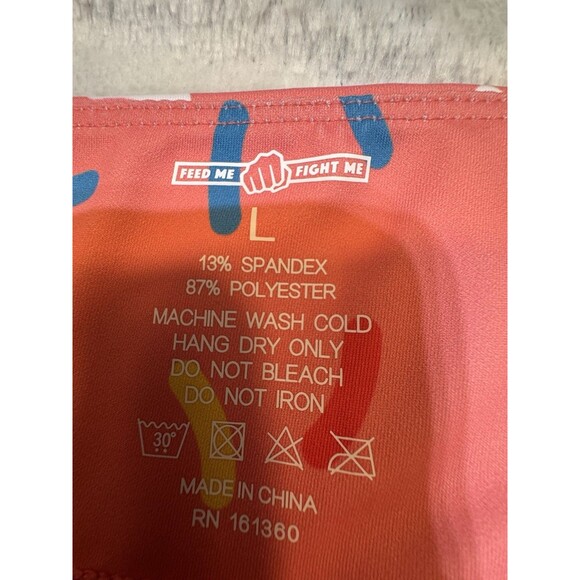 FEED ME FIGHT ME
L
13% SPANDEX
87% POLYESTER
MACHINE WASH COLD
HANG DRY ONLY
DO NOT BLEACH
DO NOT IRON
30°
MADE IN CHINA
RN 161360